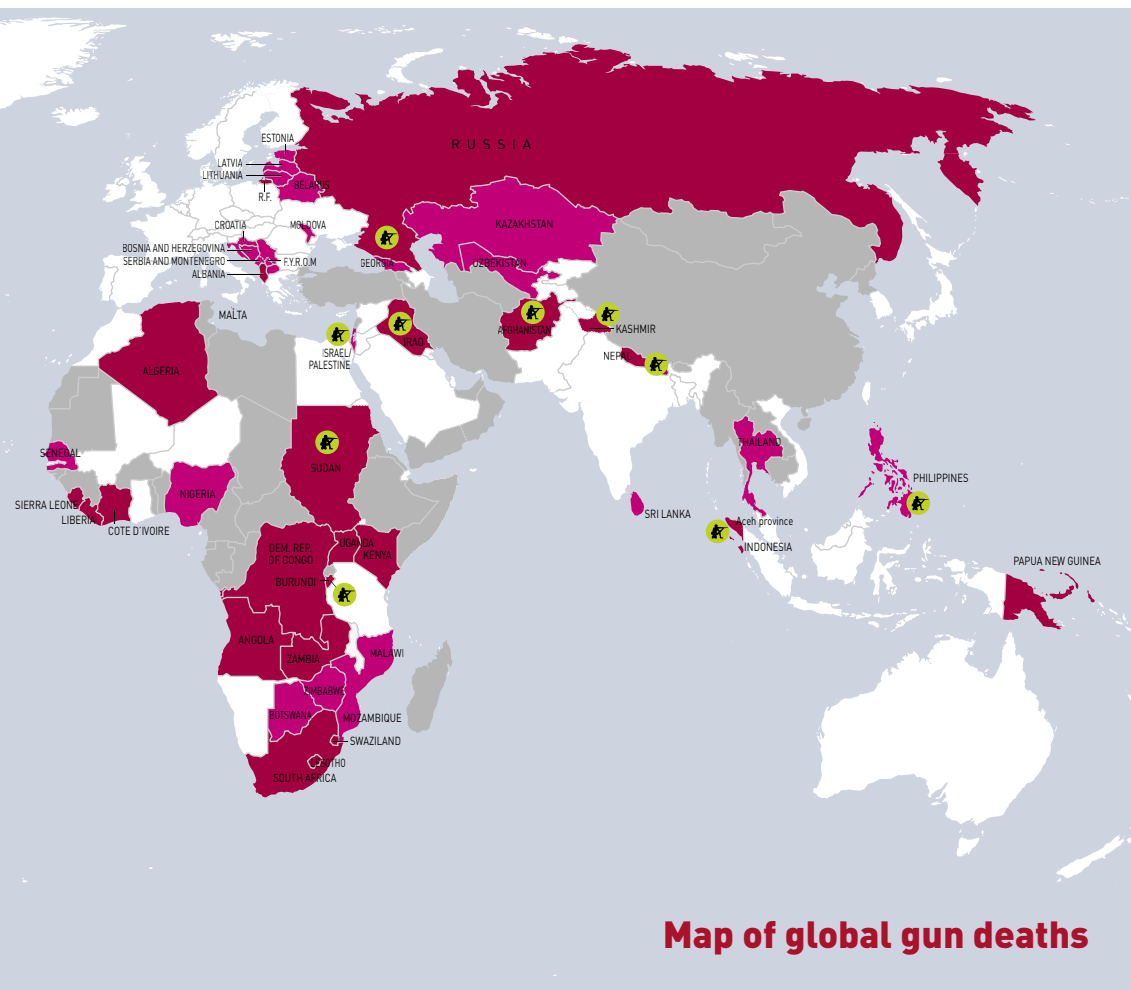 RUSSIA
ESTONIA
LATVIA
LITHUANIA
R.F.
BELARUS
CROATIA
MOLDOVA
KAZAKHSTAN
BOSNIA AND HERZEGOVINA
SERBIA AND MONTENEGRO
F.Y.R.O.M
ALBANIA
GEORGIA
UZBEKISTAN
MALTA
ISRAEL/
PALESTINE
IRAQ
AFGHANISTAN
KASHMIR
NEPAL
ALGERIA
SENEGAL
NIGERIA
SUDAN
THAILAND
PHILIPPINES
SIERRA LEONE
LIBERIA
COTE D'IVOIRE
SRI LANKA
Aceh province
INDONESIA
PAPUA NEW GUINEA
DEM. REP.
OF CONGO
UGANDA
KENYA
BURUNDI
ANGOLA
ZAMBIA
MALAWI
ZIMBABWE
BOTSWANA
MOZAMBIQUE
SWAZILAND
LESOTHO
SOUTH AFRICA
Map of global gun deaths